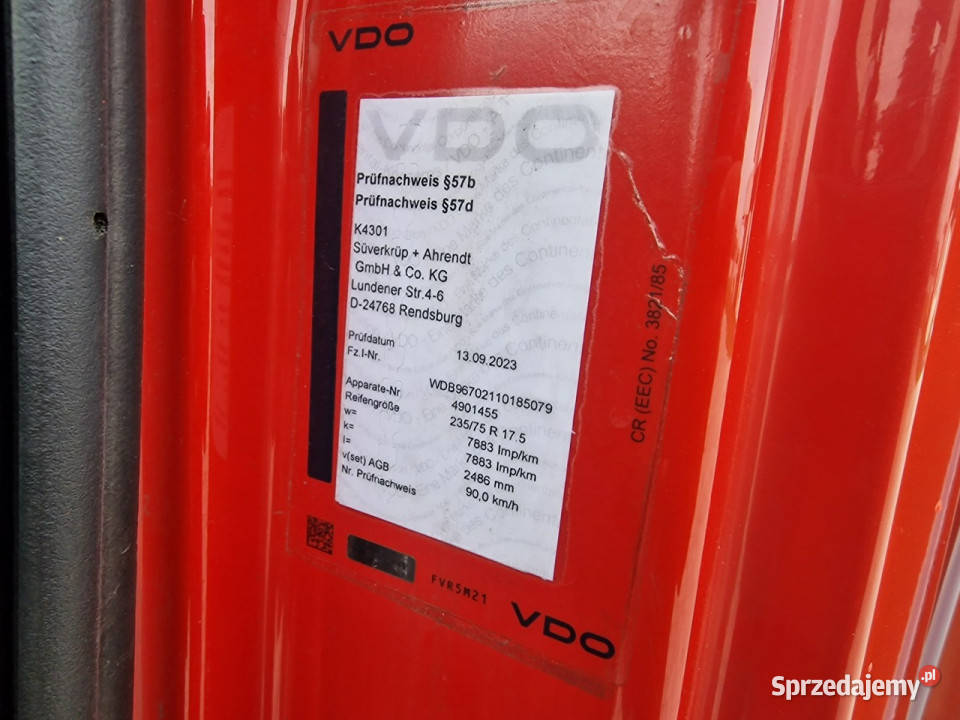 VDO
VDO
Prüfnachweis §57b
Prüfnachweis §57d
K4301
Süverkrüp + Ahrendt
GmbH & Co. KG
Lundener Str.4-6
D-24768 Rendsburg
Prüfdatum 13.09.2023
Fz.I-Nr. WDB96702110185079
Apparate-Nr 4901455
Reifengröße 235/75 R 17.5
w= 7883 Imp/km
k= 7883 Imp/km
l= 2486 mm
v(set) AGB 90,0 km/h
Nr. Prüfnachweis
CR (EEC) No. 3821/85
FVR5M21
VDO
Sprzedajemy.pl